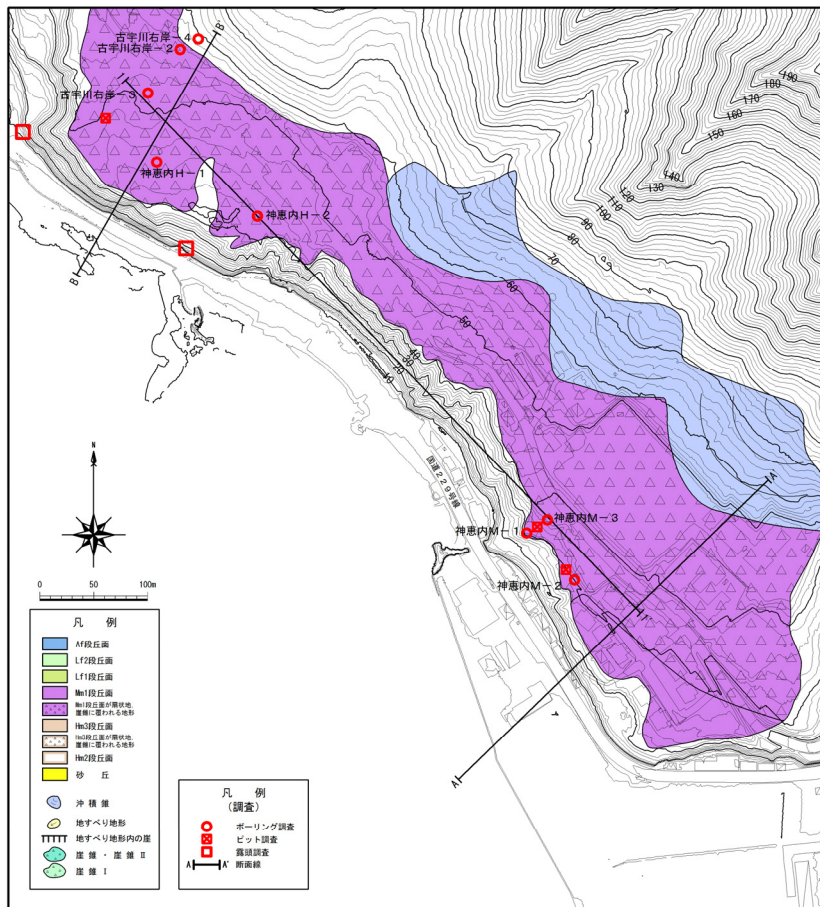 古宇川右岸－4
古宇川右岸－2
古宇川右岸－3
神恵内H－1
神恵内H－2
B
B'
1
1'
190
180
170
160
150
140
130
120
110
100
90
80
70
60
50
40
30
20
10
国道229号線
神恵内M－3
神恵内M－1
神恵内M－2
A'
A
N
0 50 100m
凡 例
Af段丘面
Lf2段丘面
Lf1段丘面
Mm1段丘面
Mm1段丘面が扇状地、
崖錐に覆われる地形
Hm3段丘面
Hm3段丘面が扇状地、
崖錐に覆われる地形
Hm2段丘面
砂 丘
沖 積 錐
地すべり地形
地すべり地形内の崖
崖 錐 ・ 崖 錐 Ⅱ
崖 錐 Ⅰ
凡 例
(調査)
ボーリング調査
ピット調査
露頭調査
A A' 断面線